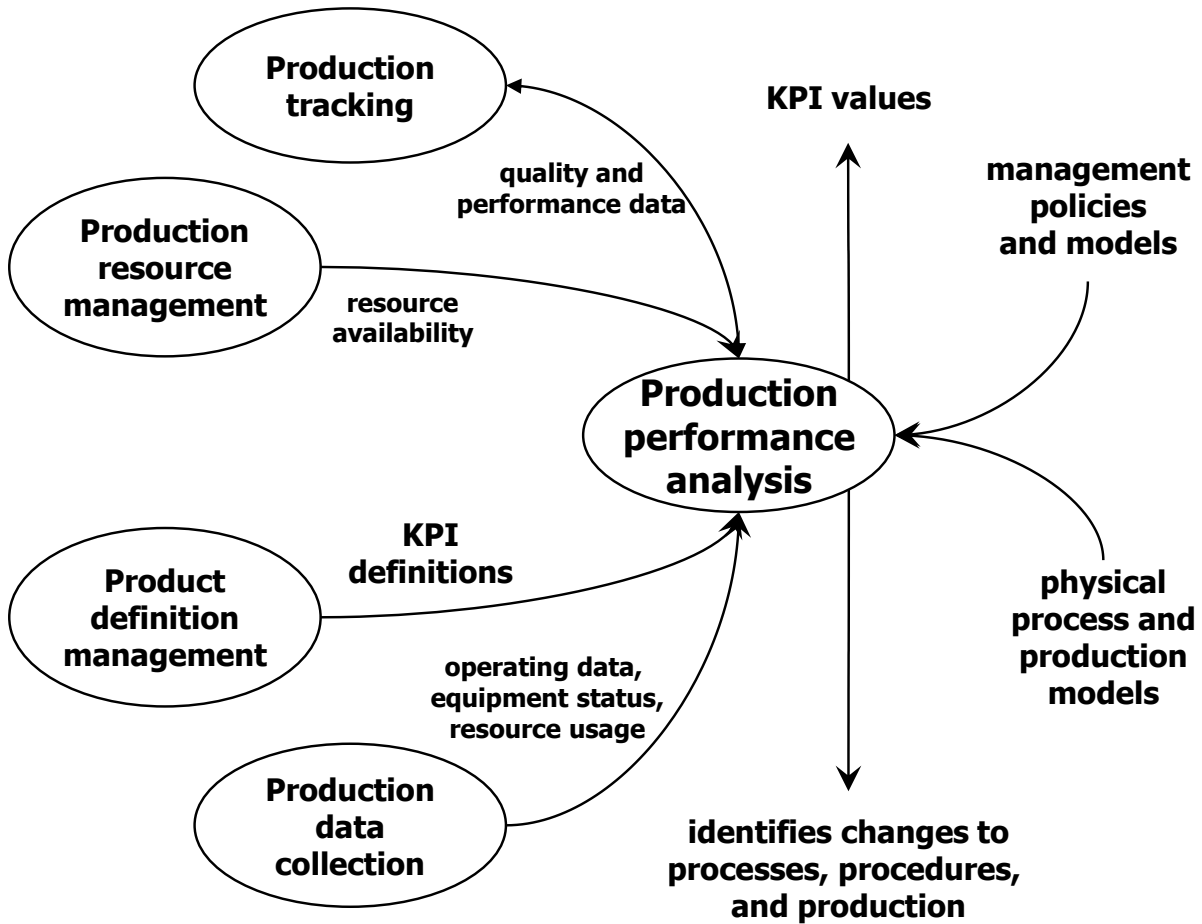 Production
tracking
KPI values
quality and
performance data
management
policies
and models
Production
resource
management
resource
availability
Production
performance
analysis
KPI
definitions
Product
definition
management
physical
process and
production
models
operating data,
equipment status,
resource usage
Production
data
collection
identifies changes to
processes, procedures,
and production